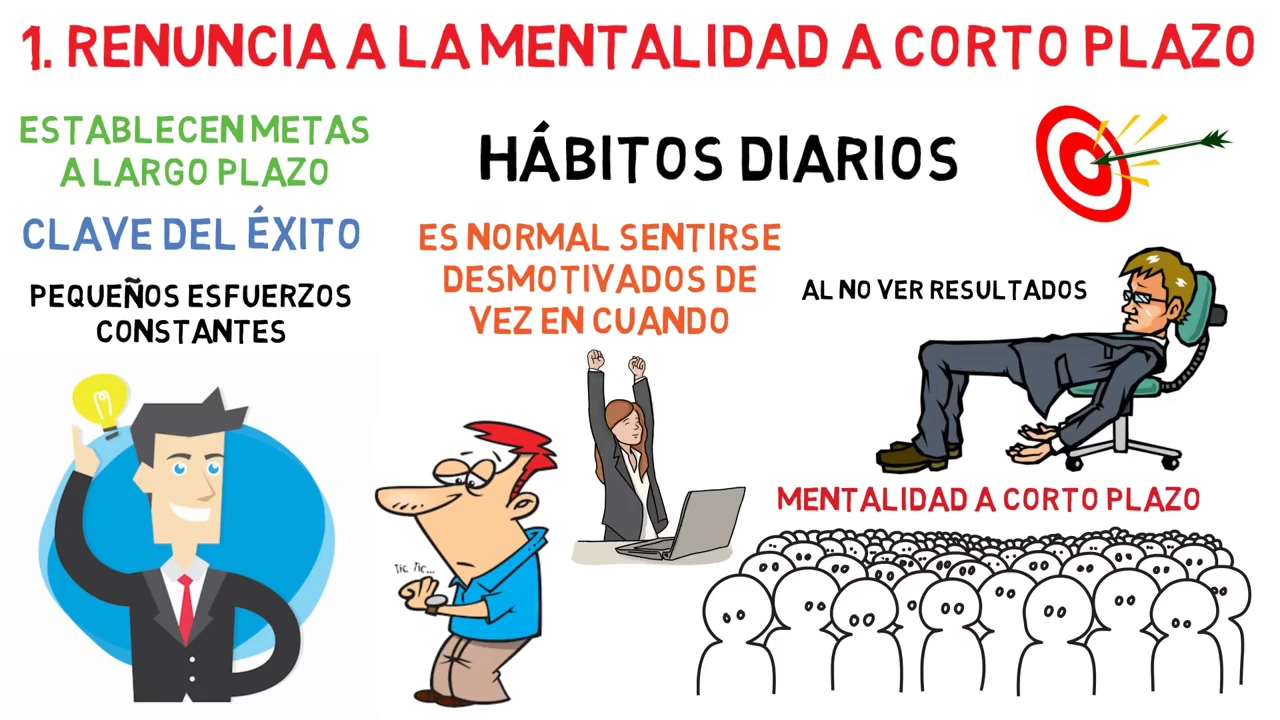 1. RENUNCIA A LA MENTALIDAD A CORTO PLAZO
ESTABLECEN METAS
A LARGO PLAZO
CLAVE DEL ÉXITO
PEQUEÑOS ESFUERZOS
CONSTANTES
HÁBITOS DIARIOS
ES NORMAL SENTIRSE
DESMOTIVADOS DE
VEZ EN CUANDO
AL NO VER RESULTADOS
Tic Tic...
MENTALIDAD A CORTO PLAZO